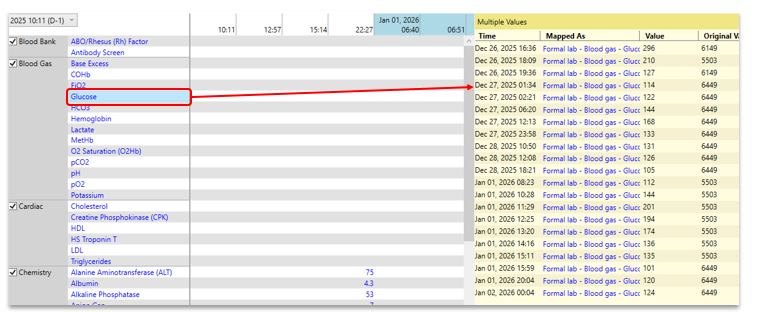 2025 10:11 (D-1)
Jan 01, 2026
10:11 12:57 15:14 22:27 06:40 06:51
Blood Bank ABO/Rhesus (Rh) Factor
Antibody Screen
Blood Gas Base Excess
COHb
FiO2
Glucose
HCO3
Hemoglobin
Lactate
MetHb
O2 Saturation (O2Hb)
pCO2
pH
pO2
Potassium
Cardiac Cholesterol
Creatine Phosphokinase (CPK)
HDL
HS Troponin T
LDL
Triglycerides
Chemistry Alanine Aminotransferase (ALT) 75
Albumin 4.3
Alkaline Phosphatase 53
Multiple Values
Time Mapped As Value Original V
Dec 26, 2025 16:36 Formal lab - Blood gas - Gluc 296 6149
Dec 26, 2025 18:09 Formal lab - Blood gas - Gluc 210 5503
Dec 26, 2025 19:36 Formal lab - Blood gas - Gluc 127 6149
Dec 27, 2025 01:34 Formal lab - Blood gas - Gluc 114 6449
Dec 27, 2025 02:21 Formal lab - Blood gas - Gluc 122 6449
Dec 27, 2025 06:20 Formal lab - Blood gas - Gluc 144 6449
Dec 27, 2025 12:13 Formal lab - Blood gas - Gluc 168 6449
Dec 27, 2025 23:58 Formal lab - Blood gas - Gluc 133 6449
Dec 28, 2025 10:50 Formal lab - Blood gas - Gluc 131 6449
Dec 28, 2025 12:08 Formal lab - Blood gas - Gluc 126 6449
Dec 28, 2025 18:21 Formal lab - Blood gas - Gluc 105 6449
Jan 01, 2026 08:23 Formal lab - Blood gas - Gluc 112 5503
Jan 01, 2026 10:28 Formal lab - Blood gas - Gluc 144 5503
Jan 01, 2026 11:29 Formal lab - Blood gas - Gluc 201 5503
Jan 01, 2026 12:25 Formal lab - Blood gas - Gluc 194 5503
Jan 01, 2026 13:20 Formal lab - Blood gas - Gluc 174 5503
Jan 01, 2026 14:16 Formal lab - Blood gas - Gluc 136 5503
Jan 01, 2026 15:11 Formal lab - Blood gas - Gluc 135 5503
Jan 01, 2026 15:59 Formal lab - Blood gas - Gluc 101 6449
Jan 01, 2026 20:04 Formal lab - Blood gas - Gluc 120 6449
Jan 02, 2026 00:04 Formal lab - Blood gas - Gluc 124 6449